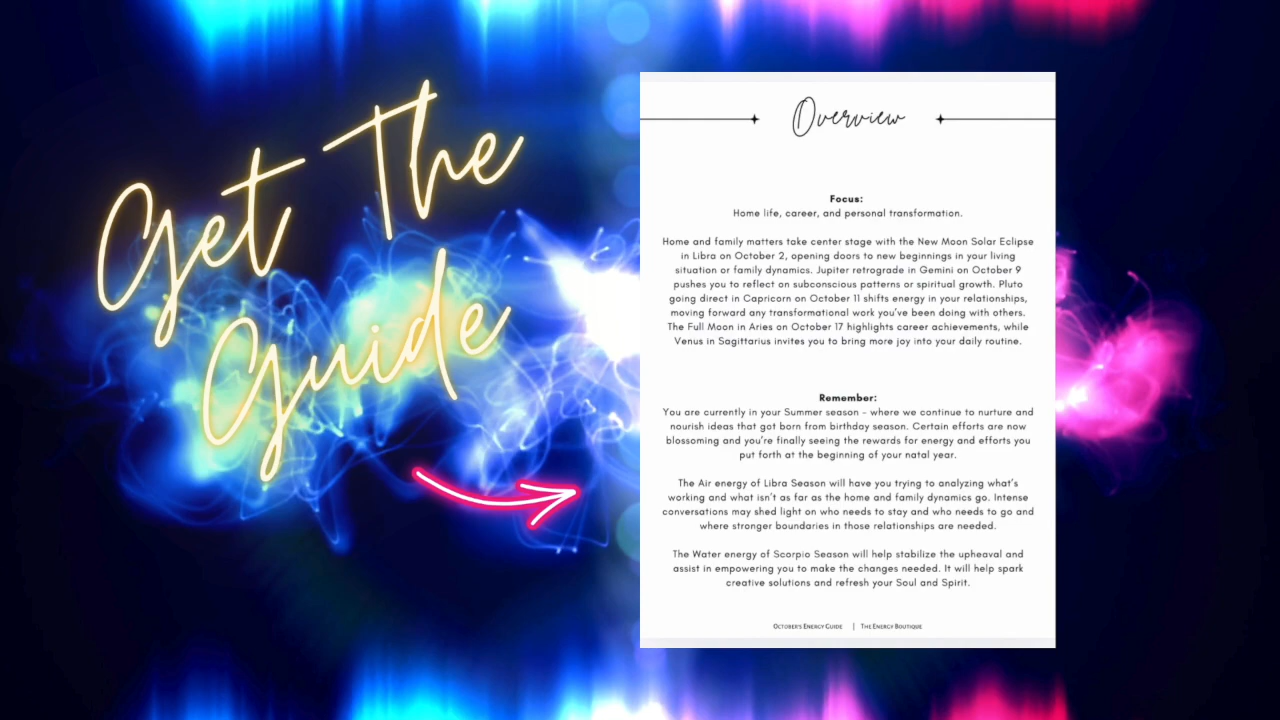 Get The
Guide
Overview
Focus:
Home life, career, and personal transformation.
Home and family matters take center stage with the New Moon Solar Eclipse
in Libra on October 2, opening doors to new beginnings in your living
situation or family dynamics. Jupiter retrograde in Gemini on October 9
pushes you to reflect on subconscious patterns or spiritual growth. Pluto
going direct in Capricorn on October 11 shifts energy in your relationships,
moving forward any transformational work you've been doing with others.
The Full Moon in Aries on October 17 highlights career achievements, while
Venus in Sagittarius invites you to bring more joy into your daily routine.
Remember:
You are currently in your Summer season - where we continue to nurture and
nourish ideas that got born from birthday season. Certain efforts are now
blossoming and you're finally seeing the rewards for energy and efforts you
put forth at the beginning of your natal year.
The Air energy of Libra Season will have you trying to analyzing what's
working and what isn't as far as the home and family dynamics go. Intense
conversations may shed light on who needs to stay and who needs to go and
where stronger boundaries in those relationships are needed.
The Water energy of Scorpio Season will help stabilize the upheaval and
assist in empowering you to make the changes needed. It will help spark
creative solutions and refresh your Soul and Spirit.
October's Energy Guide | The Energy Boutique